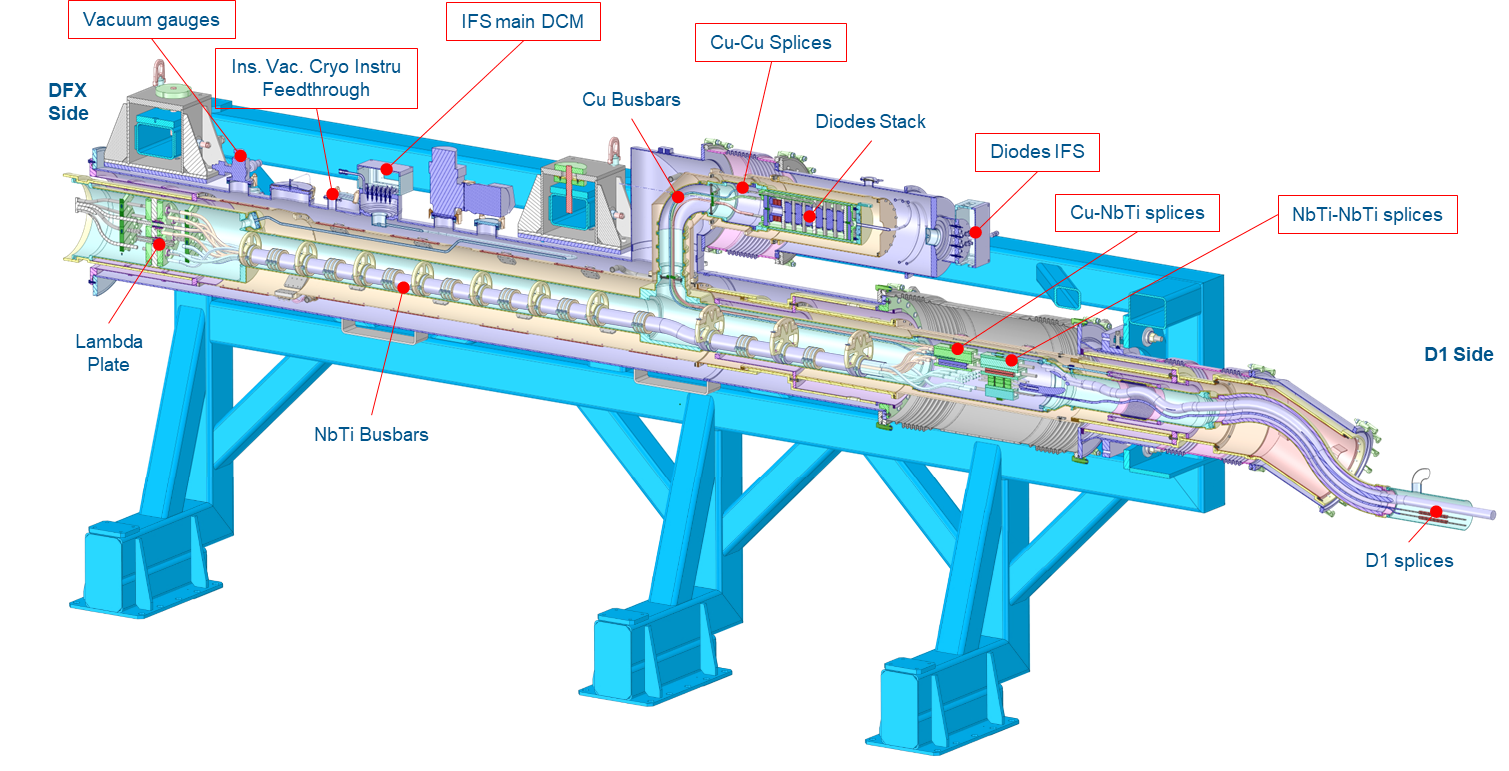 Vacuum gauges
IFS main DCM
Cu-Cu Splices
Ins. Vac. Cryo Instru
Feedthrough
DFX
Side
Cu Busbars
Diodes Stack
Diodes IFS
Cu-NbTi splices
NbTi-NbTi splices
Lambda
Plate
D1 Side
NbTi Busbars
D1 splices